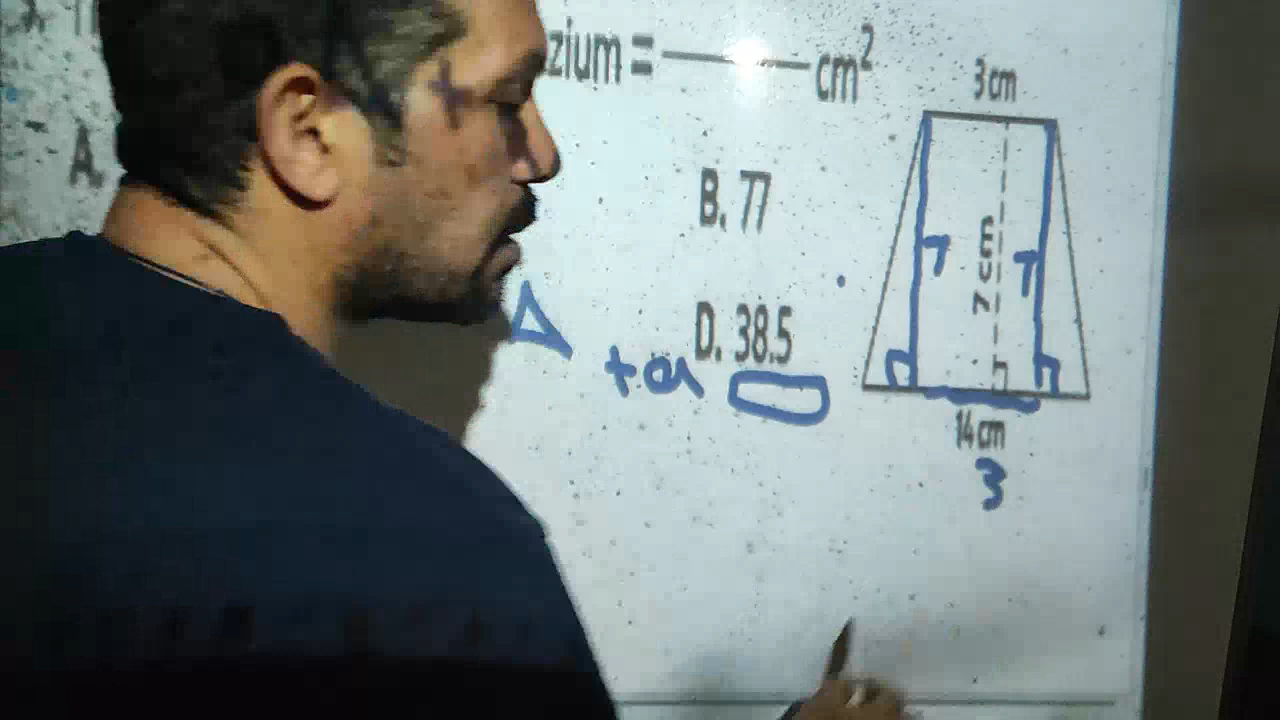 zium = ――― cm²
3 cm
A.
B. 77
7 cm
7
7
D. 38.5
+
14 cm
3